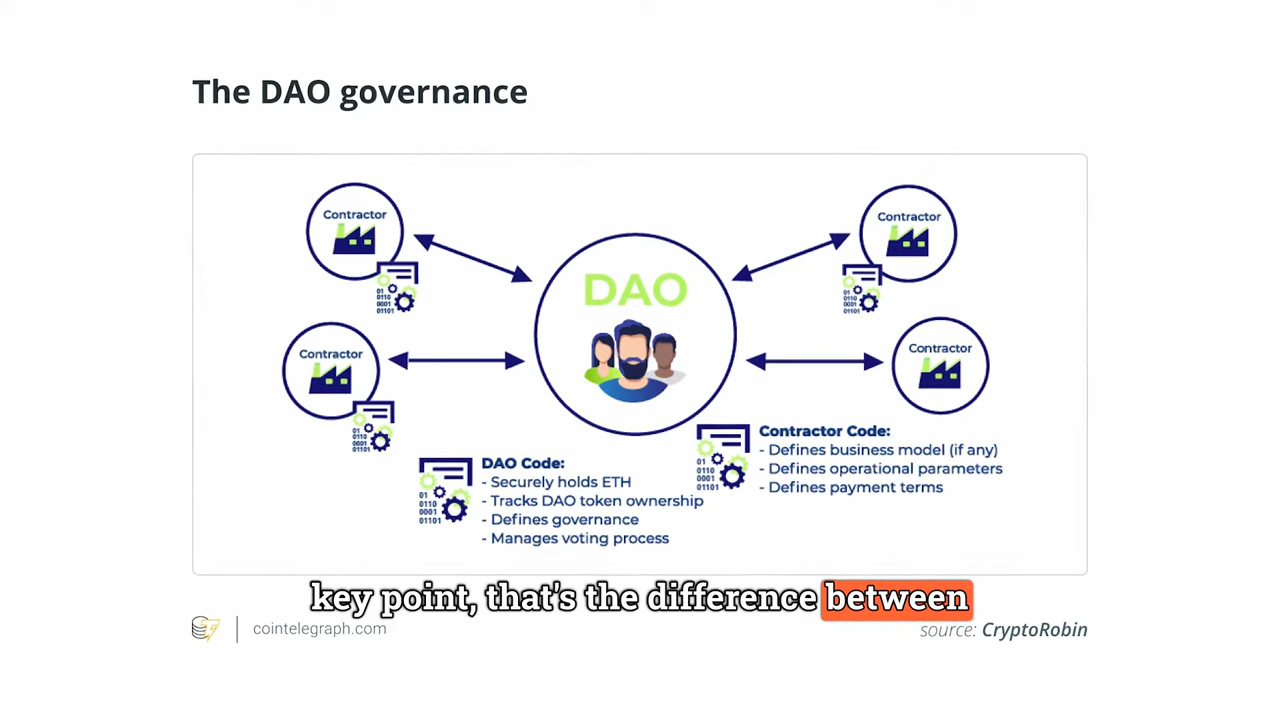 The DAO governance
Contractor
Contractor
DAO
Contractor
Contractor
01
0110
0001
01101
01
0110
0001
01101
01
0110
0001
01101
DAO Code:
- Securely holds ETH
- Tracks DAO token ownership
- Defines governance
- Manages voting process
01
0110
0001
01101
Contractor Code:
- Defines business model (if any)
- Defines operational parameters
- Defines payment terms
01
0110
0001
01101
key point, that's the difference between
cointelegraph.com
source: CryptoRobin